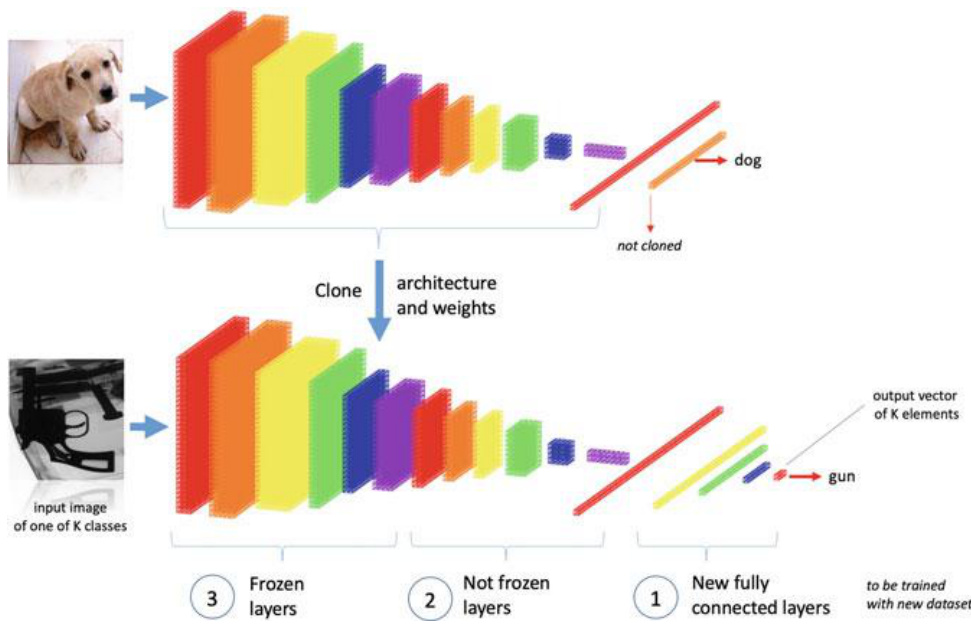 dog
not cloned
Clone
architecture
and weights
output vector
of K elements
gun
input image
of one of K classes
3
Frozen
layers
2
Not frozen
layers
1
New fully
connected layers
to be trained
with new dataset